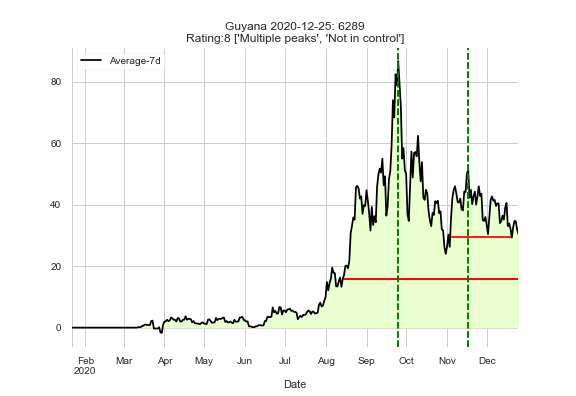 Guyana 2020-12-25: 6289
Rating:8 ['Multiple peaks', 'Not in control']
Average-7d
80
60
40
20
0
Feb Mar Apr May Jun Jul Aug Sep Oct Nov Dec
2020
Date